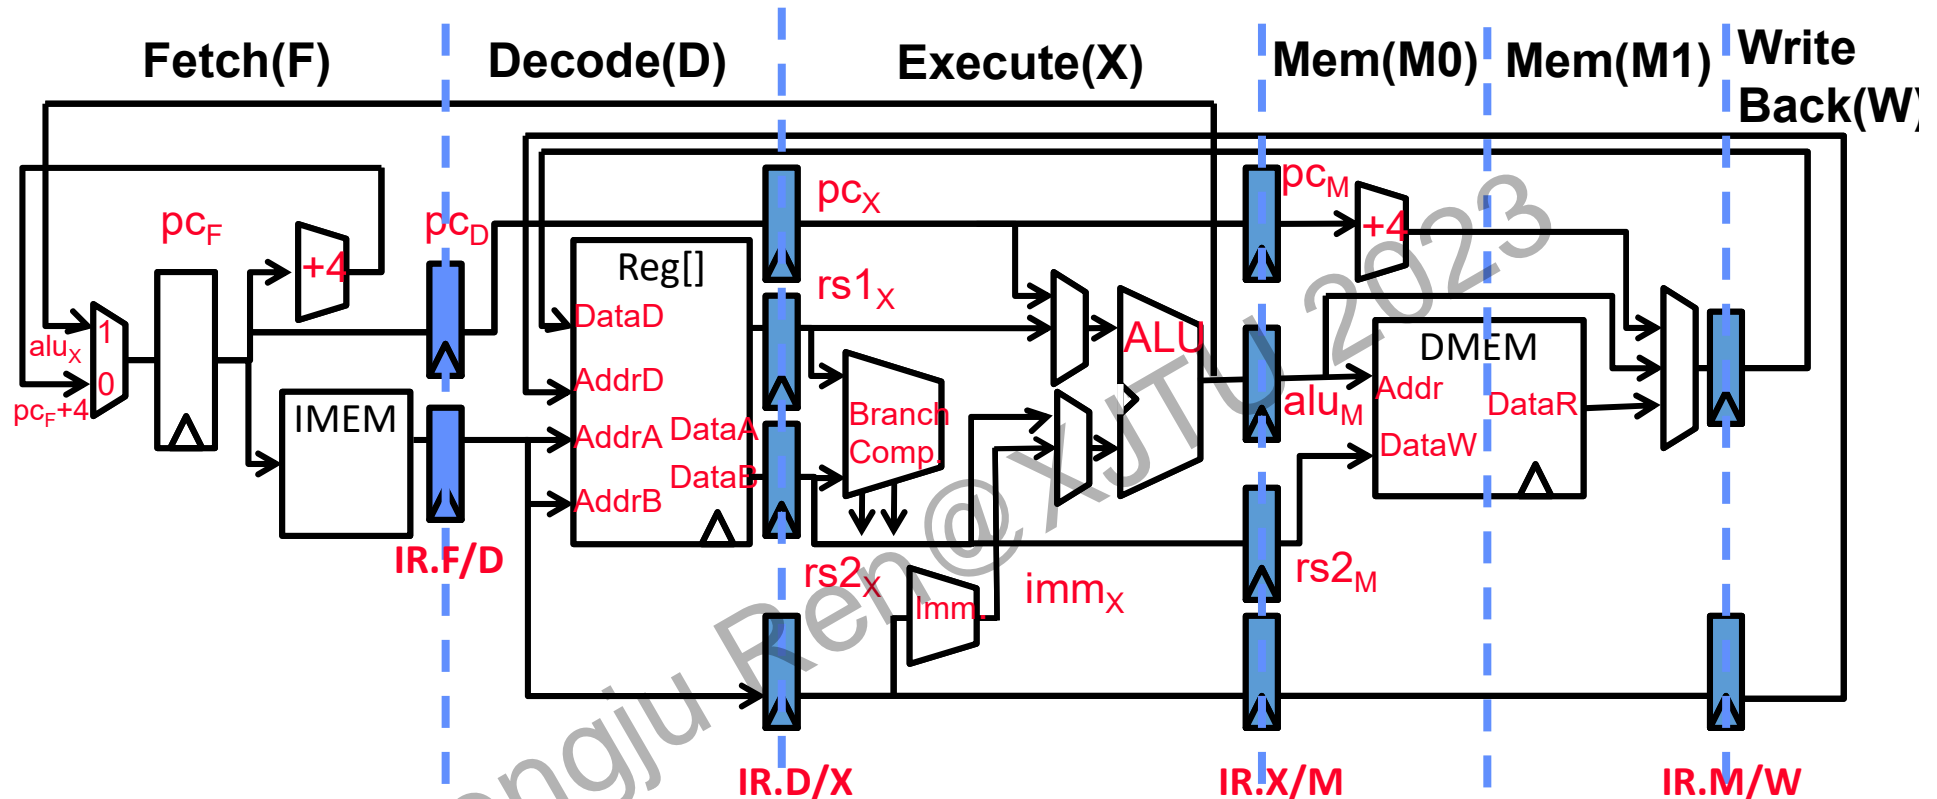 Fetch(F)
Decode(D)
Execute(X)
Mem(M0)
Mem(M1)
Write
Back(W)
pcF
pcD
pcX
pcM
+4
+4
Reg[]
rs1X
DataD
1
aluX
0
pcF+4
IMEM
AddrD
AddrA
DataA
DataB
AddrB
Branch
Comp.
ALU
DMEM
aluM
Addr
DataR
DataW
IR.F/D
rs2X
Imm.
immX
rs2M
IR.D/X
IR.X/M
IR.M/W
Ren@XJTU 2023